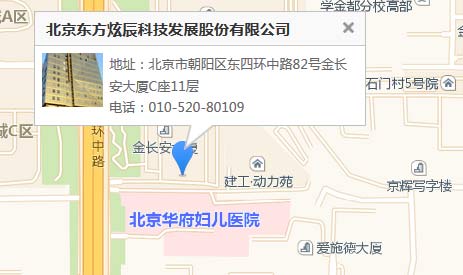 学金都分校高部
北京东方炫辰科技发展股份有限公司
A区
地址：北京市朝阳区东四环中路82号金长
安大厦C座11层
电话：010-520-80109
石门村5号院
C区
环中路
金长安大厦
建工·动力苑
京辉写字楼
北京华府妇儿医院
爱施德大厦